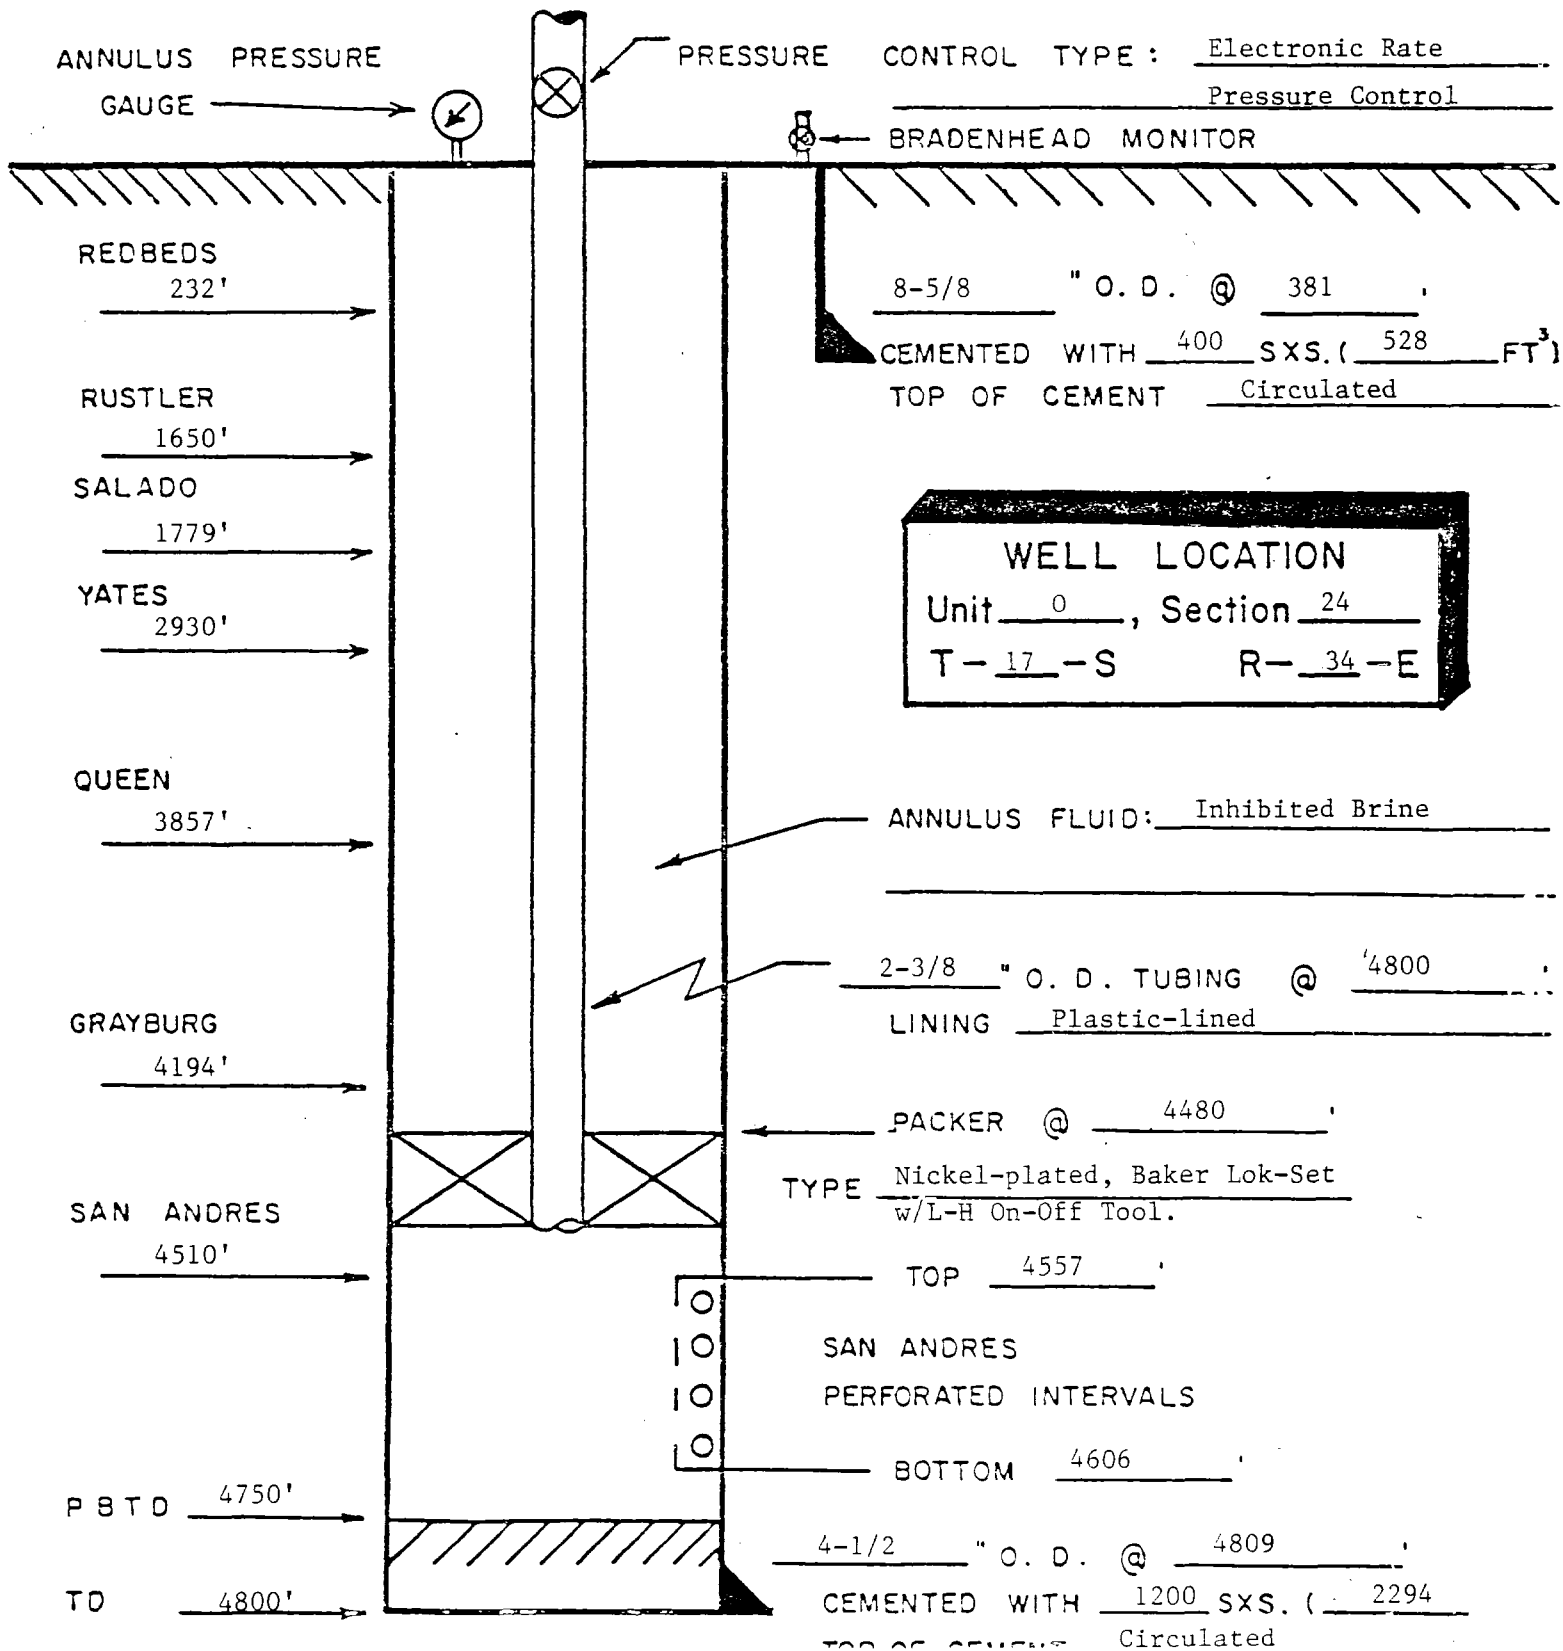 ANNULUS PRESSURE
GAUGE
PRESSURE CONTROL TYPE: Electronic Rate
Pressure Control
BRADENHEAD MONITOR
REDBEDS
232'
8-5/8 " O. D. @ 381 '
CEMENTED WITH 400 SXS. ( 528 FT³)
TOP OF CEMENT Circulated
RUSTLER
1650'
SALADO
1779'
YATES
2930'
WELL LOCATION
Unit O, Section 24
T-17-S R-34-E
QUEEN
3857'
ANNULUS FLUID: Inhibited Brine
2-3/8 " O. D. TUBING @ '4800 '
LINING Plastic-lined
GRAYBURG
4194'
PACKER @ 4480 '
TYPE Nickel-plated, Baker Lok-Set
w/L-H On-Off Tool.
SAN ANDRES
4510'
TOP 4557 '
SAN ANDRES
PERFORATED INTERVALS
BOTTOM 4606 '
PBTD 4750'
4-1/2 " O. D. @ 4809 '
TD 4800'
CEMENTED WITH 1200 SXS. ( 2294
TOP OF CEMENT Circulated